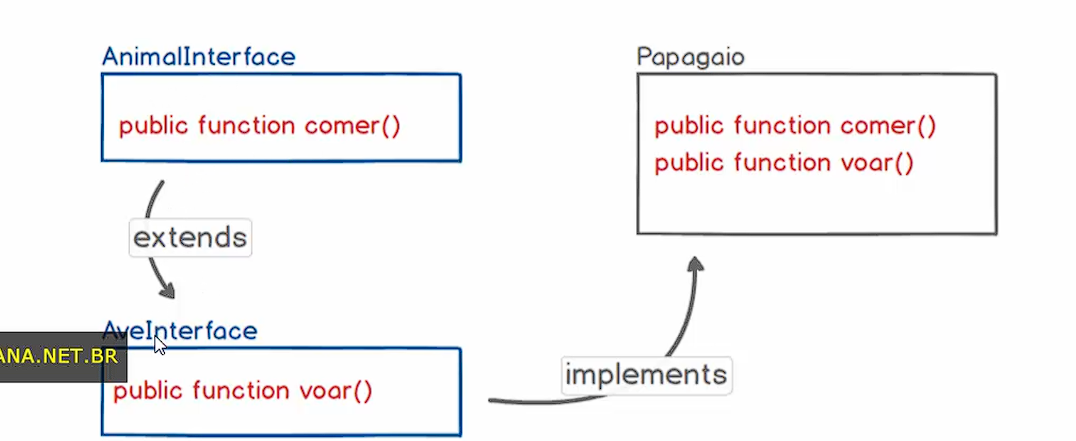 AnimalInterface
public function comer()
extends
AveInterface
ANA.NET.BR
public function voar()
implements
Papagaio
public function comer()
public function voar()